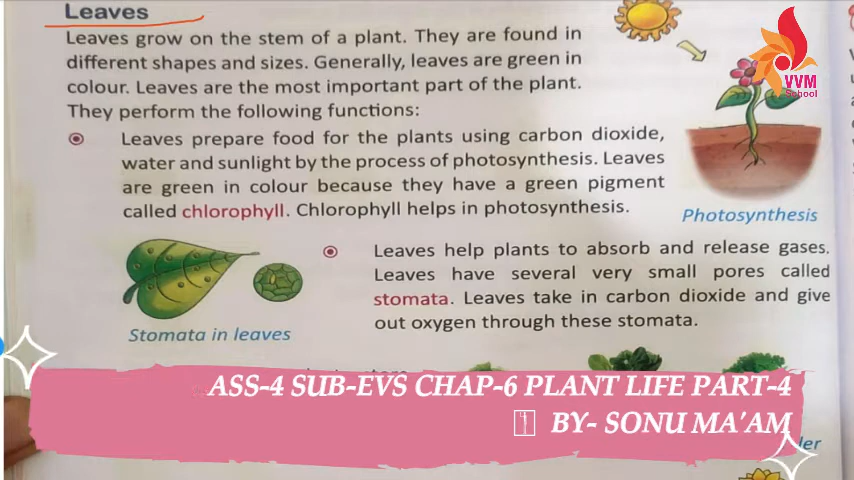 Leaves
Leaves grow on the stem of a plant. They are found in
different shapes and sizes. Generally, leaves are green in
colour. Leaves are the most important part of the plant.
They perform the following functions:
Leaves prepare food for the plants using carbon dioxide,
water and sunlight by the process of photosynthesis. Leaves
are green in colour because they have a green pigment
called chlorophyll. Chlorophyll helps in photosynthesis.
VVM
School
Photosynthesis
Leaves help plants to absorb and release gases.
Leaves have several very small pores called
stomata. Leaves take in carbon dioxide and give
out oxygen through these stomata.
Stomata in leaves
ASS-4 SUB-EVS CHAP-6 PLANT LIFE PART-4
BY- SONU MA'AM